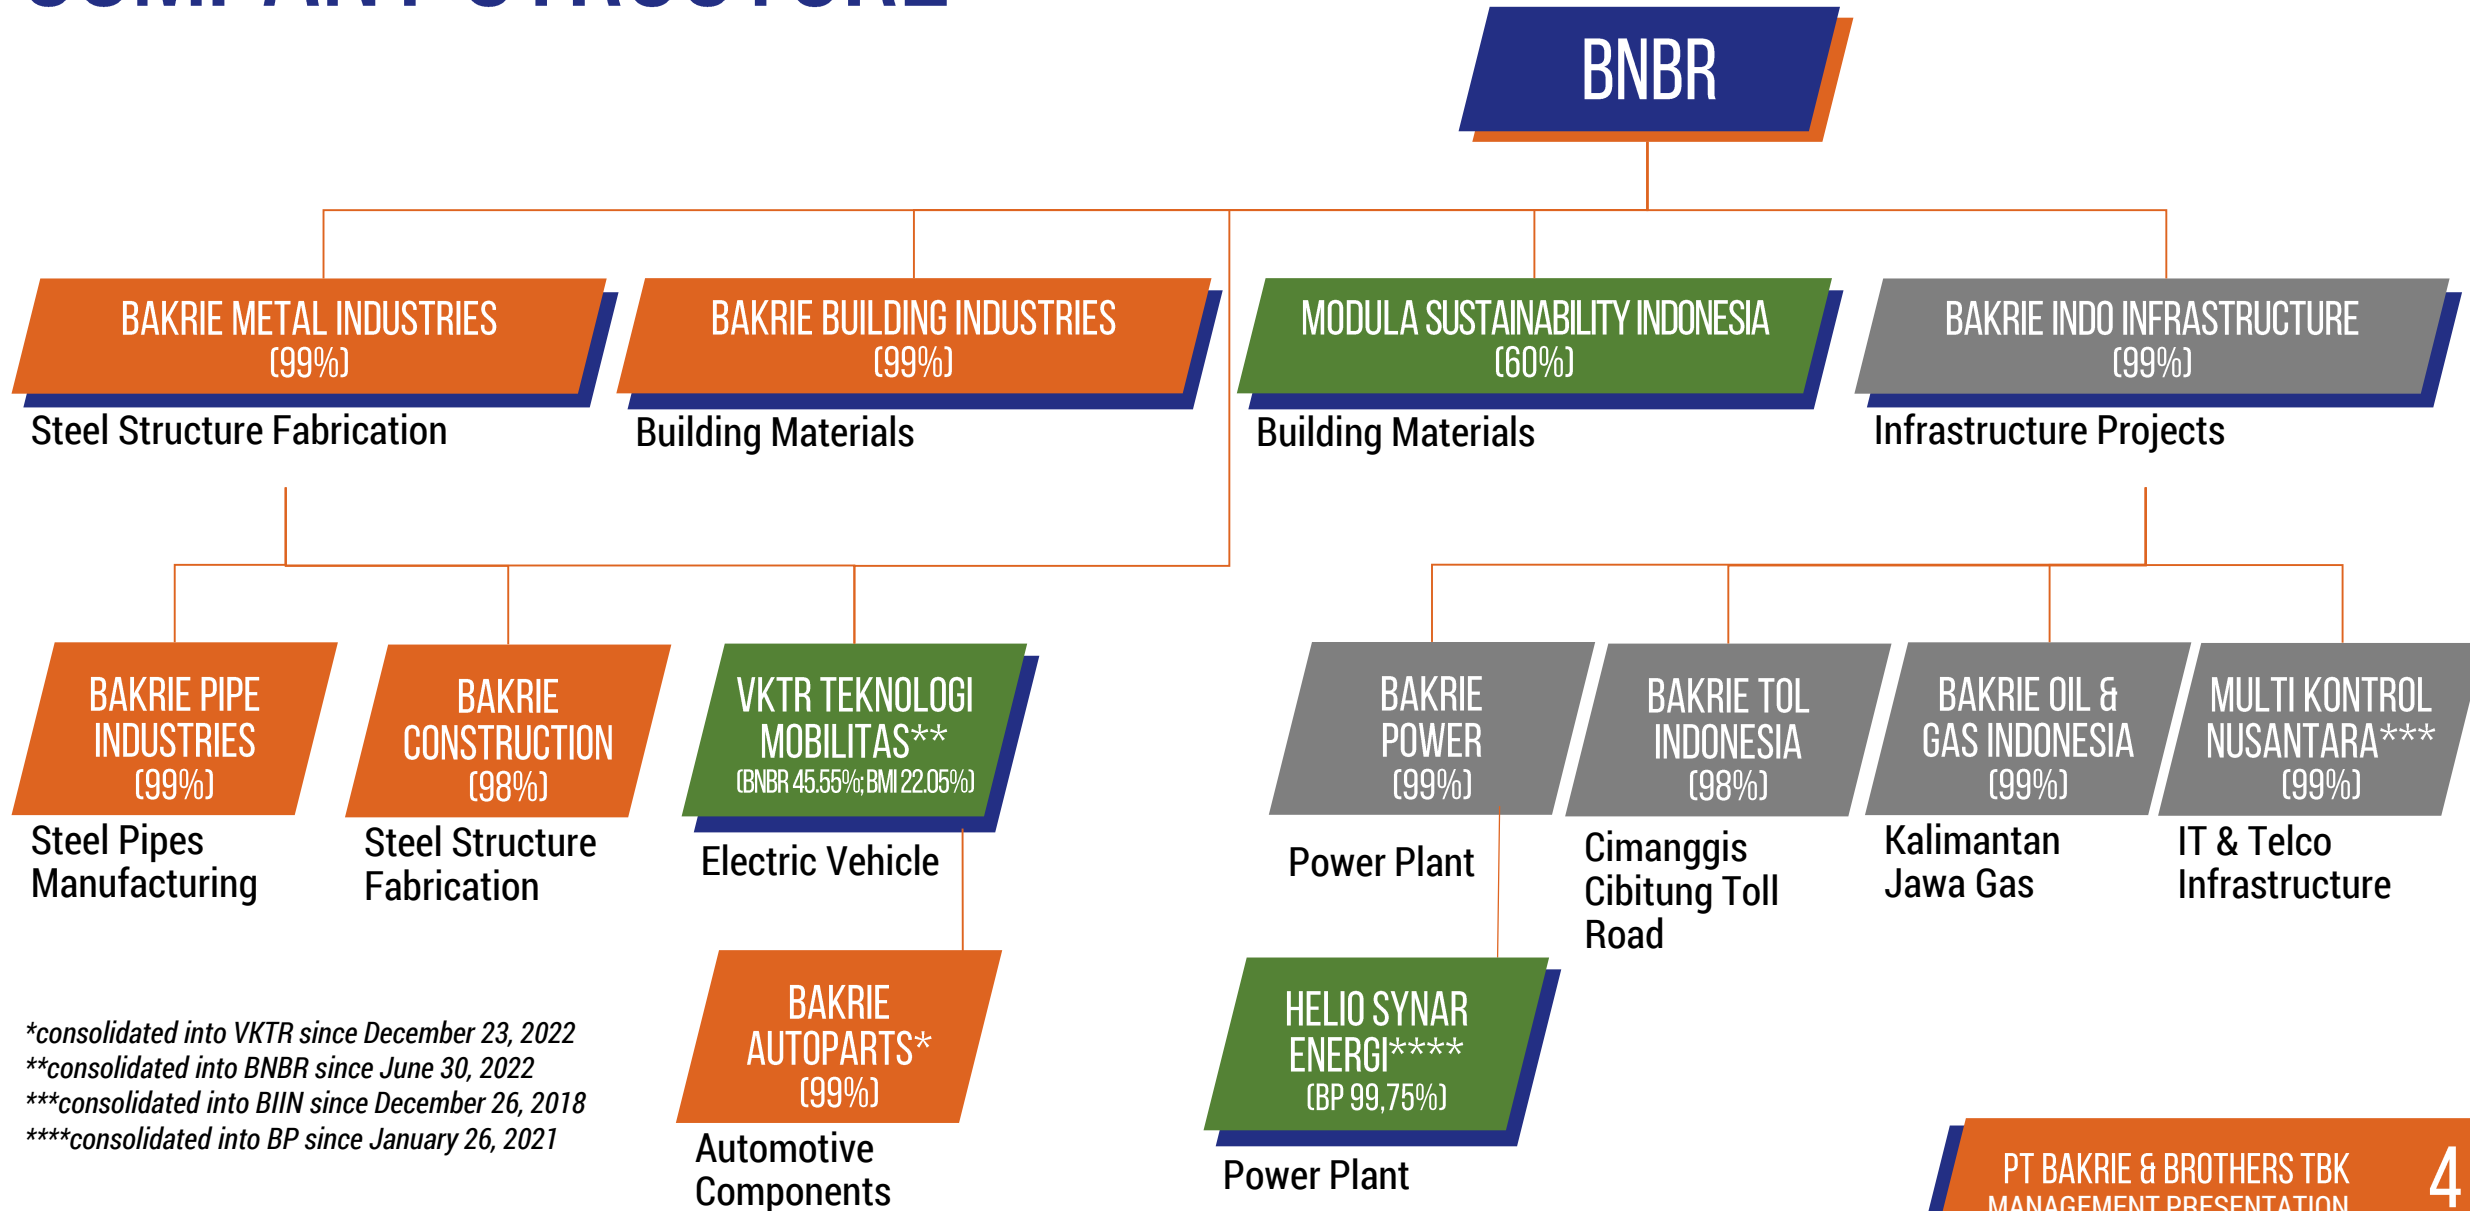 COMPANY STRUCTURE
BNBR
BAKRIE METAL INDUSTRIES
(99%)
Steel Structure Fabrication
BAKRIE BUILDING INDUSTRIES
(99%)
Building Materials
MODULA SUSTAINABILITY INDONESIA
(60%)
Building Materials
BAKRIE INDO INFRASTRUCTURE
(99%)
Infrastructure Projects
BAKRIE PIPE
INDUSTRIES
(99%)
Steel Pipes
Manufacturing
BAKRIE
CONSTRUCTION
(98%)
Steel Structure
Fabrication
VKTR TEKNOLOGI
MOBILITAS**
(BNBR 45.55%; BMI 22.05%)
Electric Vehicle
BAKRIE
POWER
(99%)
Power Plant
BAKRIE TOL
INDONESIA
(98%)
Cimanggis
Cibitung Toll
Road
BAKRIE OIL &
GAS INDONESIA
(99%)
Kalimantan
Jawa Gas
MULTI KONTROL
NUSANTARA***
(99%)
IT & Telco
Infrastructure
BAKRIE
AUTOPARTS*
(99%)
Automotive
Components
HELIO SYNAR
ENERGI****
(BP 99,75%)
Power Plant
*consolidated into VKTR since December 23, 2022
**consolidated into BNBR since June 30, 2022
***consolidated into BIIN since December 26, 2018
****consolidated into BP since January 26, 2021
PT BAKRIE & BROTHERS TBK
MANAGEMENT PRESENTATION
4